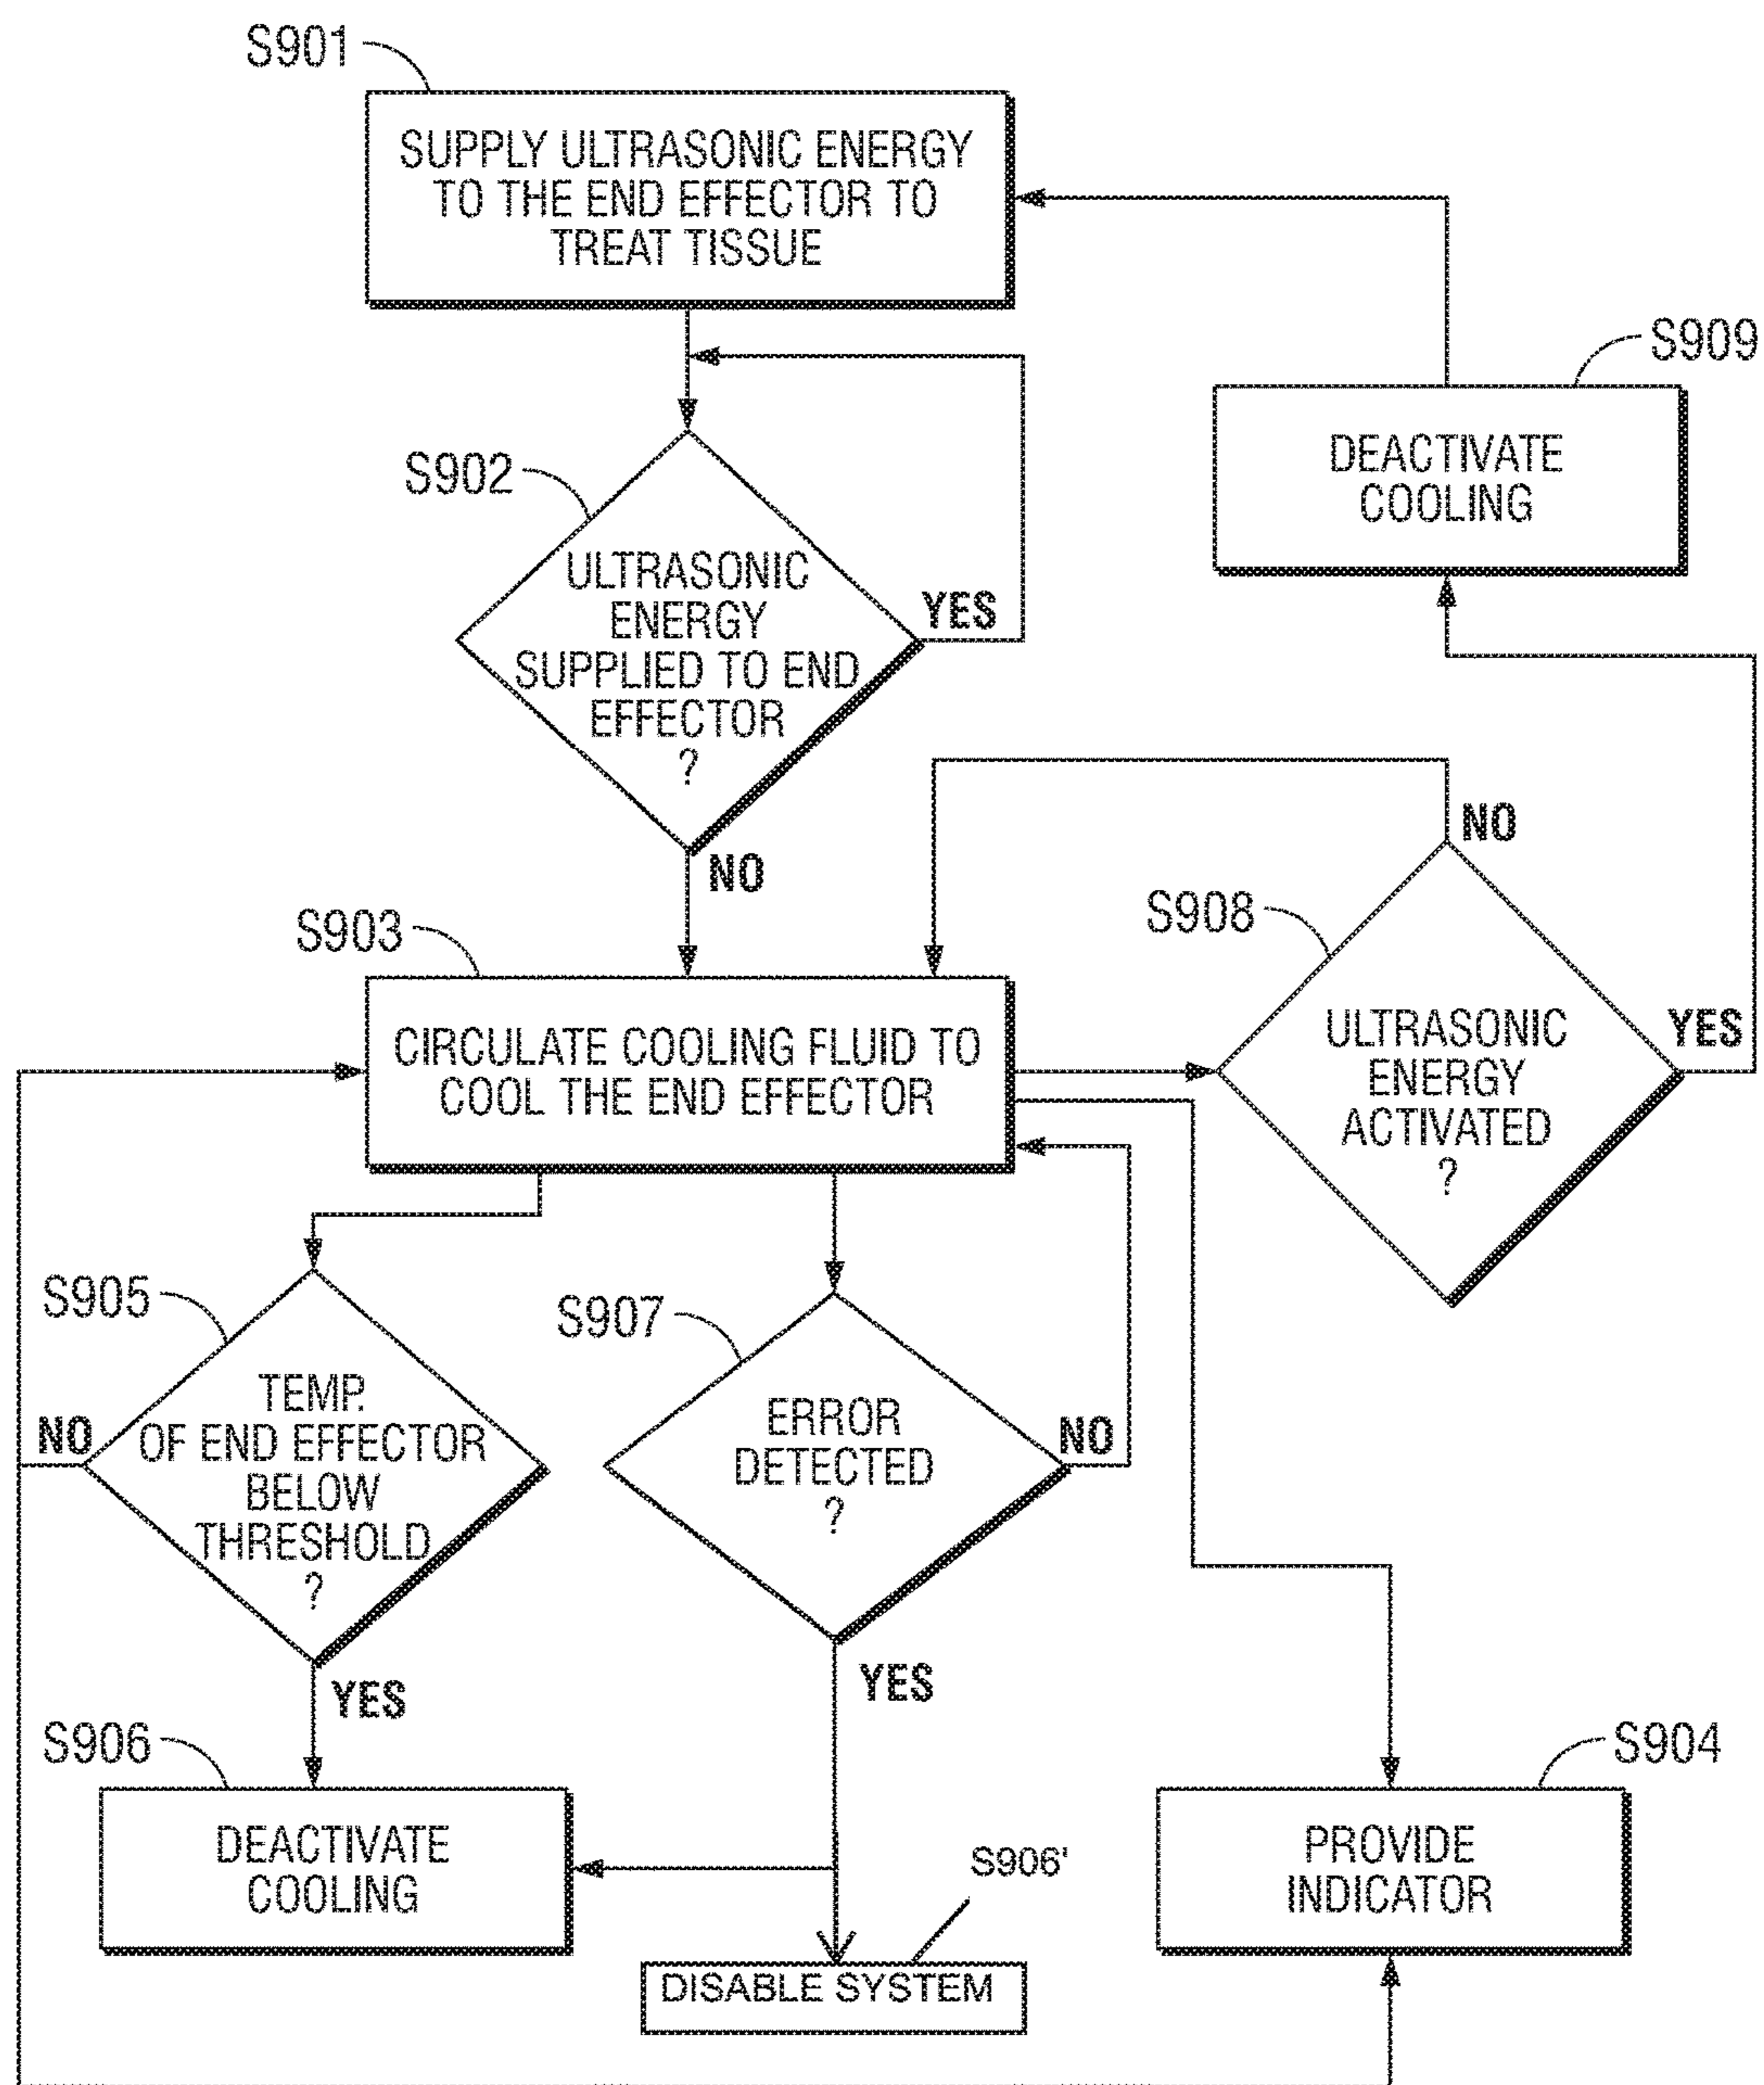 S901
SUPPLY ULTRASONIC ENERGY
TO THE END EFFECTOR TO
TREAT TISSUE
S909
DEACTIVATE
COOLING
S902
ULTRASONIC
ENERGY
SUPPLIED TO END
EFFECTOR
?
YES
NO
S908
NO
ULTRASONIC
ENERGY
ACTIVATED
?
YES
S903
CIRCULATE COOLING FLUID TO
COOL THE END EFFECTOR
S905
TEMP.
OF END EFFECTOR
BELOW
THRESHOLD
?
NO
YES
S907
ERROR
DETECTED
?
NO
YES
S906
DEACTIVATE
COOLING
S906'
DISABLE SYSTEM
S904
PROVIDE
INDICATOR